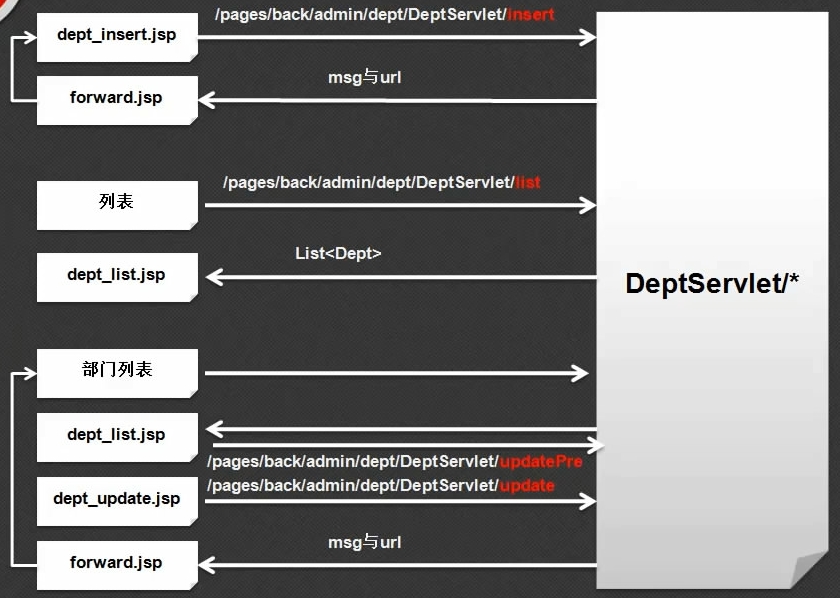 /pages/back/admin/dept/DeptServlet/insert
dept_insert.jsp
msg与url
forward.jsp
/pages/back/admin/dept/DeptServlet/list
列表
List<Dept>
dept_list.jsp
DeptServlet/*
部门列表
dept_list.jsp
/pages/back/admin/dept/DeptServlet/updatePre
/pages/back/admin/dept/DeptServlet/update
dept_update.jsp
msg与url
forward.jsp